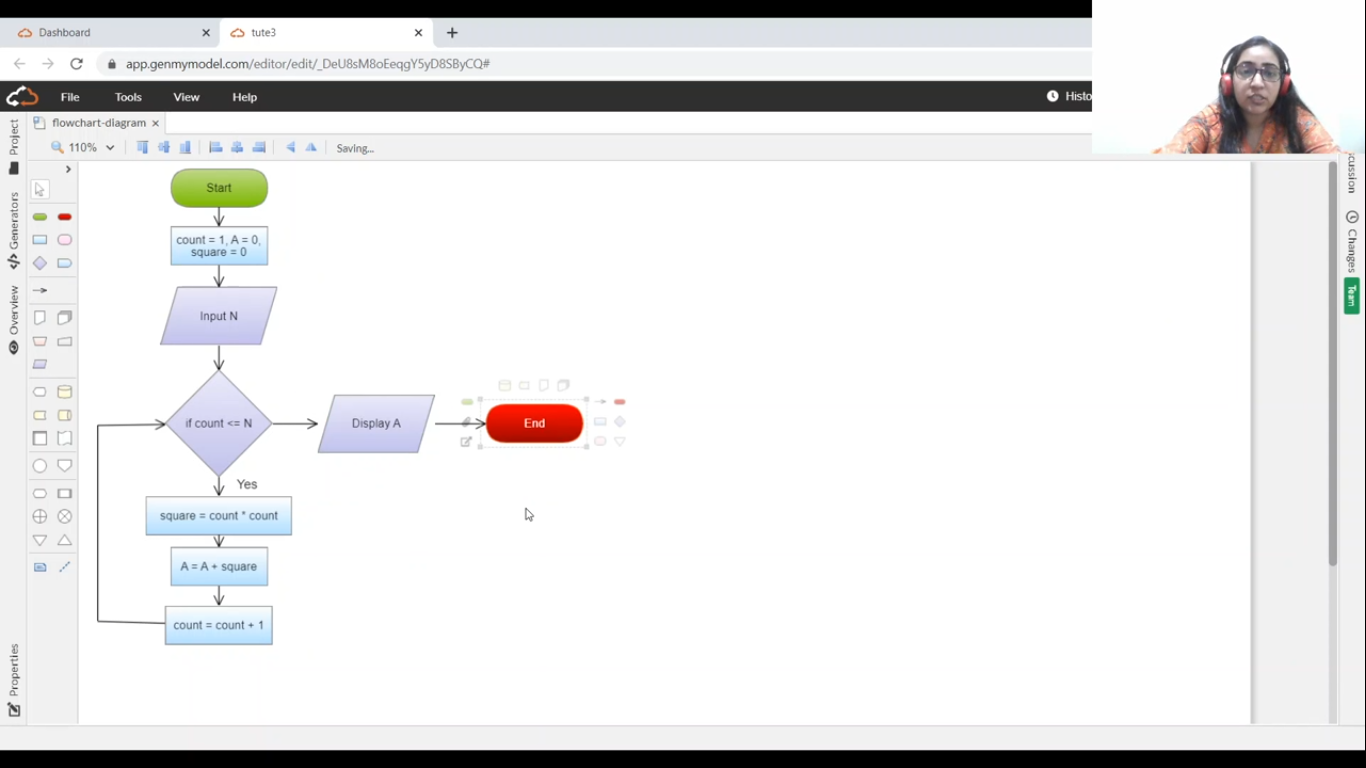 Dashboard
tute3
app.genmymodel.com/editor/edit/_DeU8sM8oEeqgY5yD8SByCQ#
File Tools View Help
Histo
Project
flowchart-diagram
110%
Saving...
Generators
Overview
Properties
cussion
Changes
Team
Start
count = 1, A = 0,
square = 0
Input N
if count <= N
Display A
End
Yes
square = count * count
A = A + square
count = count + 1